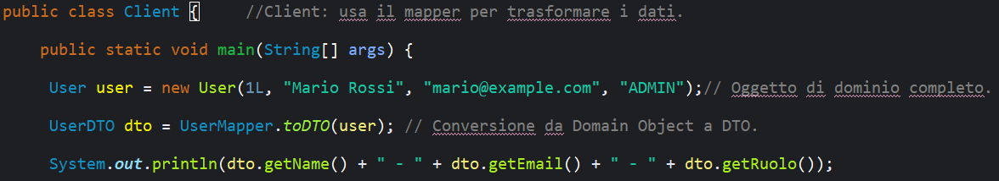 public class Client {     //Client: usa il mapper per trasformare i dati.
public static void main(String[] args) {
User user = new User(1L, "Mario Rossi", "mario@example.com", "ADMIN");// Oggetto di dominio completo.
UserDTO dto = UserMapper.toDTO(user); // Conversione da Domain Object a DTO.
System.out.println(dto.getName() + " - " + dto.getEmail() + " - " + dto.getRuolo());